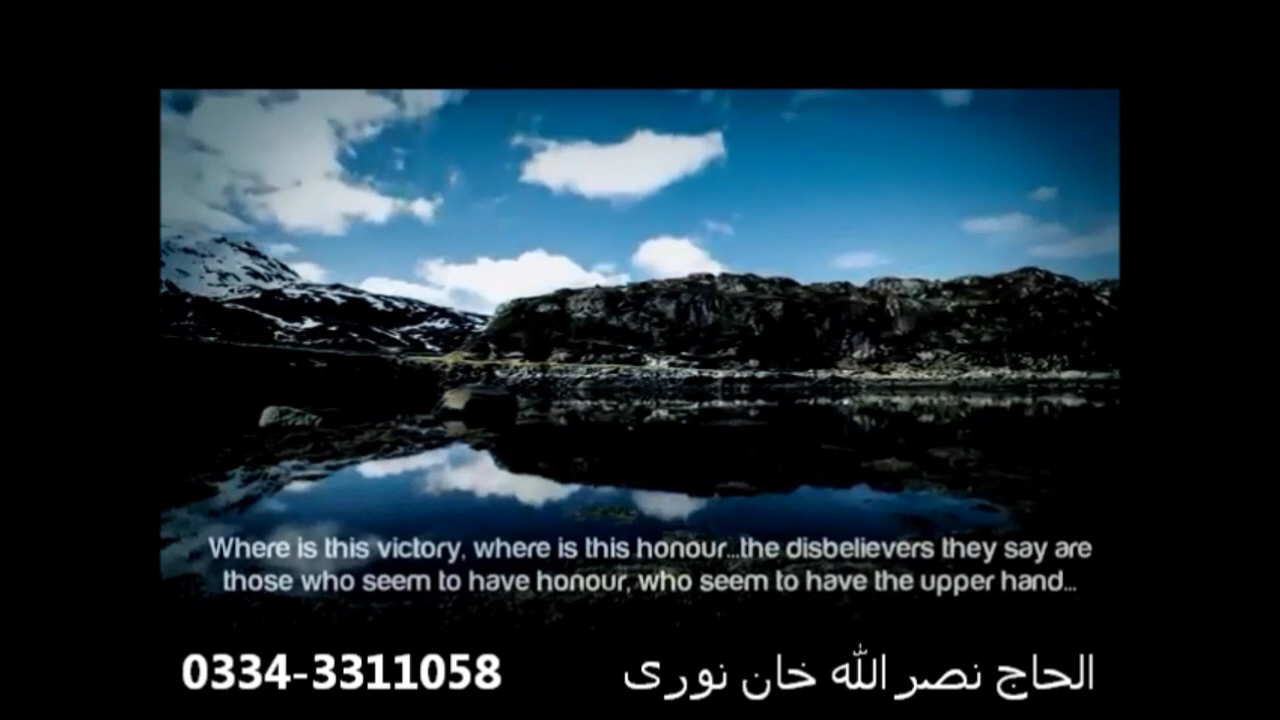 Where is this victory, where is this honour...the disbelievers they say are
those who seem to have honour, who seem to have the upper hand...
0334-3311058
الحاج نصر الله خان نوری